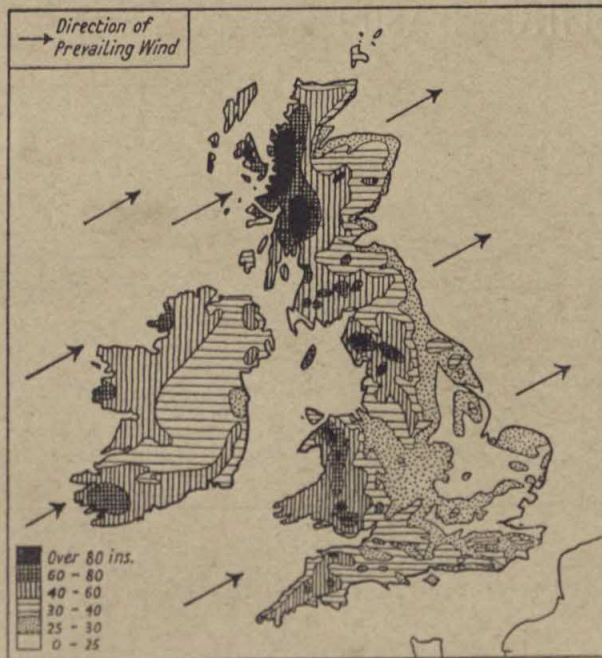 Direction of
Prevailing Wind
Over 80 ins.
60 - 80
40 - 60
30 - 40
25 - 30
0 - 25